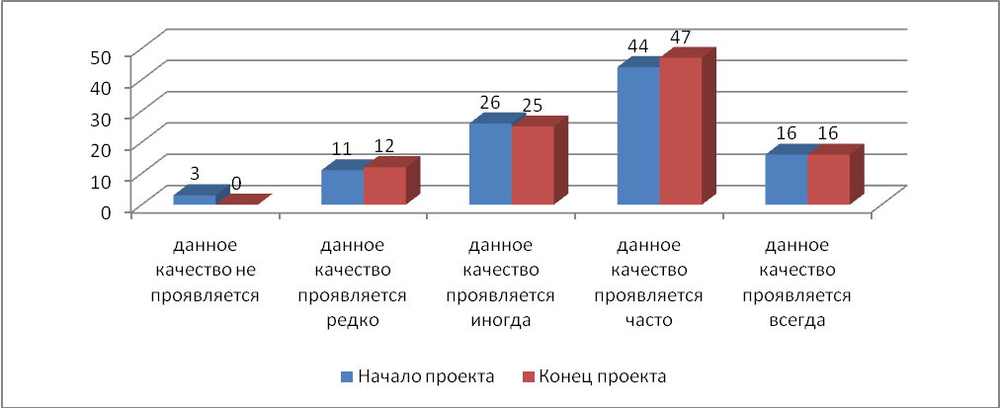 50
40
30
20
10
0
3
0
11
12
26
25
44
47
16
16
данное
качество не
проявляется
данное
качество
проявляется
редко
данное
качество
проявляется
иногда
данное
качество
проявляется
часто
данное
качество
проявляется
всегда
Начало проекта
Конец проекта